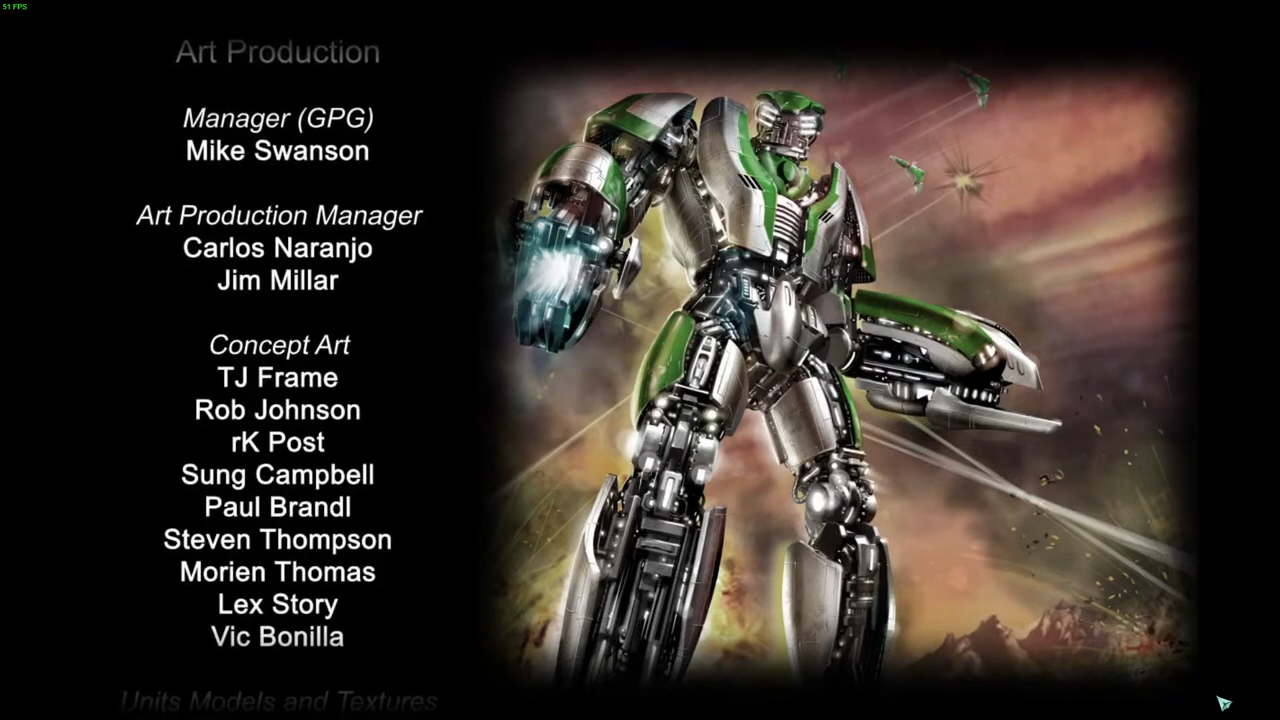 51 FPS
Art Production
Manager (GPG)
Mike Swanson
Art Production Manager
Carlos Naranjo
Jim Millar
Concept Art
TJ Frame
Rob Johnson
rK Post
Sung Campbell
Paul Brandl
Steven Thompson
Morien Thomas
Lex Story
Vic Bonilla
Units Models and Textures